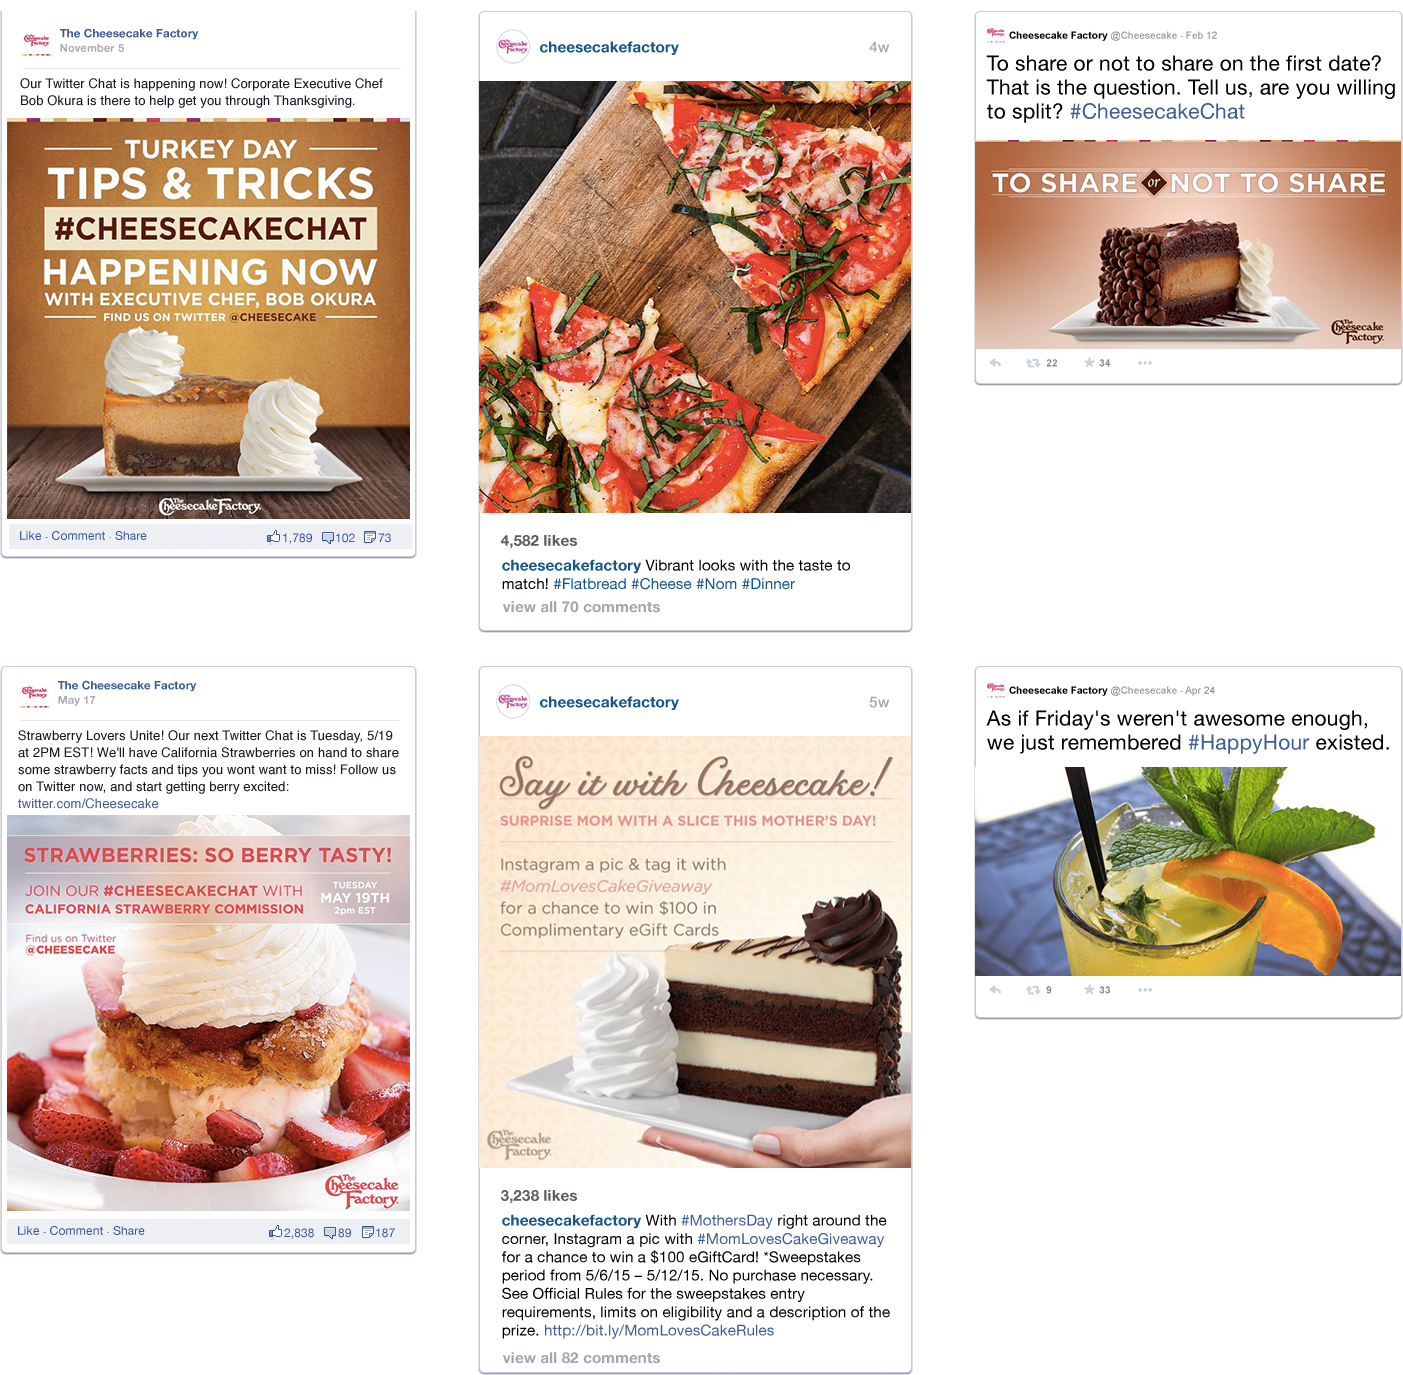 The Cheesecake Factory
November 5
Our Twitter Chat is happening now! Corporate Executive Chef
Bob Okura is there to help get you through Thanksgiving.
TURKEY DAY
TIPS & TRICKS
#CHEESECAKECHAT
HAPPENING NOW
WITH EXECUTIVE CHEF, BOB OKURA
FIND US ON TWITTER @CHEESECAKE
The Cheesecake Factory
Like · Comment · Share 1,789 102 73
cheesecakefactory 4w
4,582 likes
cheesecakefactory Vibrant looks with the taste to
match! #Flatbread #Cheese #Nom #Dinner
view all 70 comments
Cheesecake Factory @Cheesecake - Feb 12
To share or not to share on the first date?
That is the question. Tell us, are you willing
to split? #CheesecakeChat
TO SHARE or NOT TO SHARE
The Cheesecake Factory
22 34
The Cheesecake Factory
May 17
Strawberry Lovers Unite! Our next Twitter Chat is Tuesday, 5/19
at 2PM EST! We'll have California Strawberries on hand to share
some strawberry facts and tips you wont want to miss! Follow us
on Twitter now, and start getting berry excited:
twitter.com/Cheesecake
STRAWBERRIES: SO BERRY TASTY!
JOIN OUR #CHEESECAKECHAT WITH
CALIFORNIA STRAWBERRY COMMISSION
TUESDAY
MAY 19TH
2pm EST
Find us on Twitter
@CHEESECAKE
The Cheesecake Factory
Like · Comment · Share 2,838 89 187
cheesecakefactory 5w
Say it with Cheesecake!
SURPRISE MOM WITH A SLICE THIS MOTHER'S DAY!
Instagram a pic & tag it with
#MomLovesCakeGiveaway
for a chance to win $100 in
Complimentary eGift Cards
The Cheesecake Factory
3,238 likes
cheesecakefactory With #MothersDay right around the
corner, Instagram a pic with #MomLovesCakeGiveaway
for a chance to win a $100 eGiftCard! *Sweepstakes
period from 5/6/15 – 5/12/15. No purchase necessary.
See Official Rules for the sweepstakes entry
requirements, limits on eligibility and a description of the
prize. http://bit.ly/MomLovesCakeRules
view all 82 comments
Cheesecake Factory @Cheesecake - Apr 24
As if Friday's weren't awesome enough,
we just remembered #HappyHour existed.
9 33